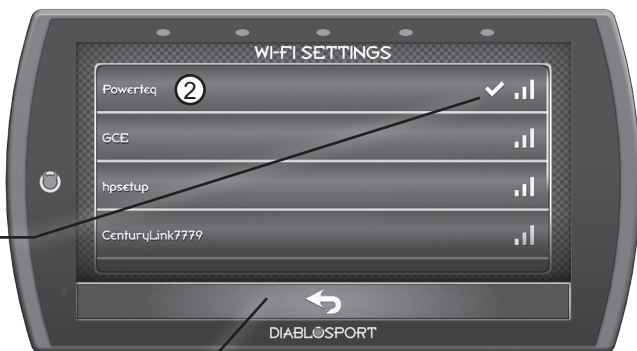 WI-FI SETTINGS
Powerteq ②
GCE
hpsetup
CenturyLink7779
DIABLOSPORT